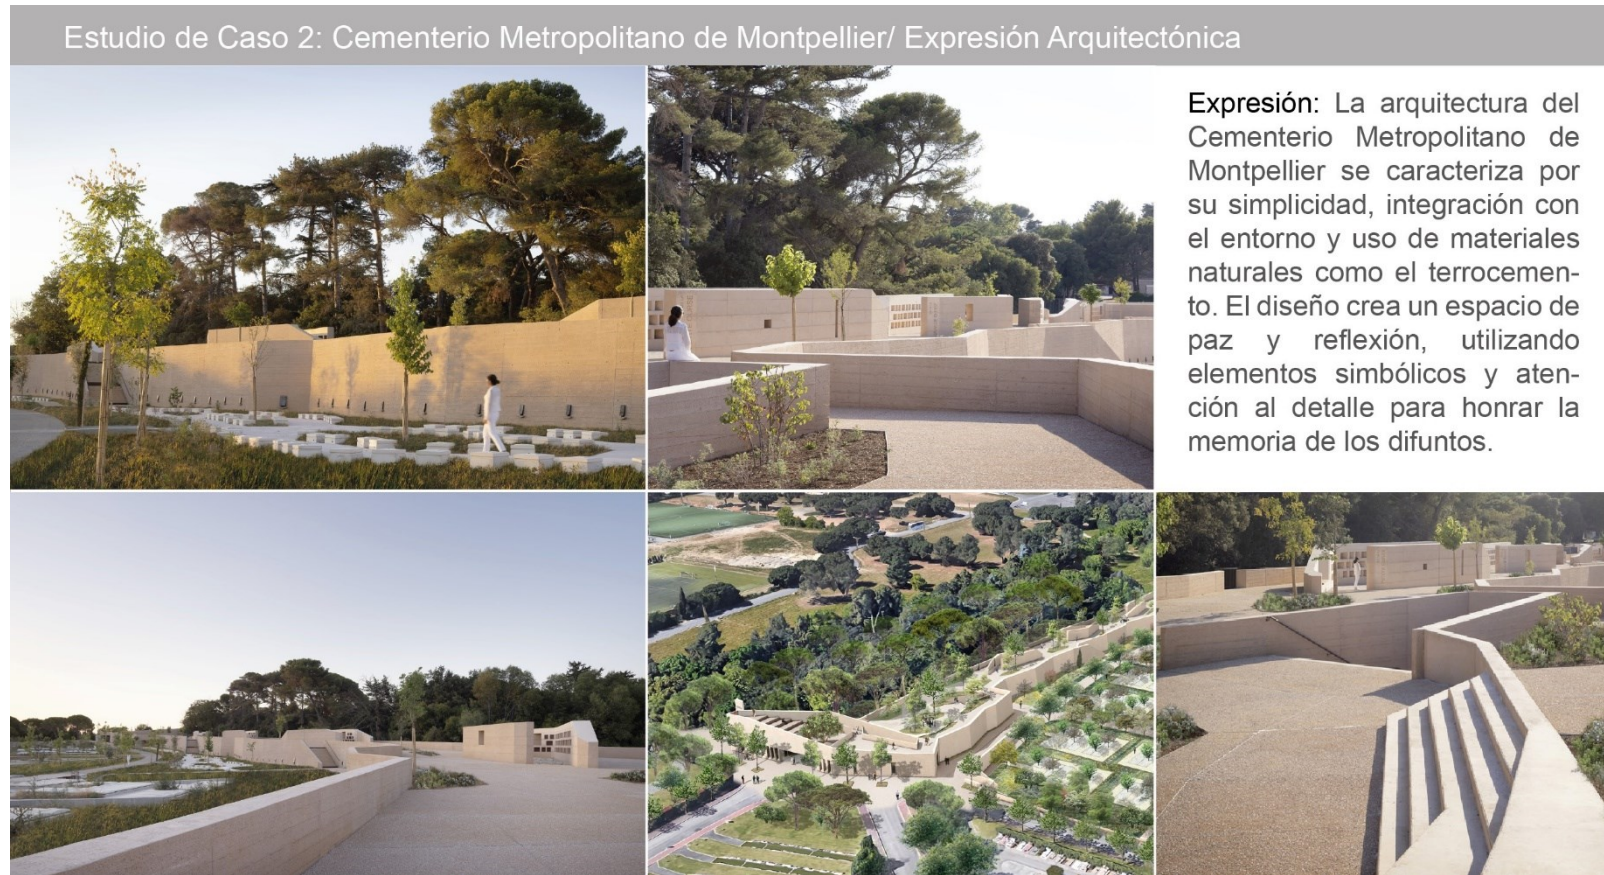 Estudio de Caso 2: Cementerio Metropolitano de Montpellier/ Expresión Arquitectónica
Expresión: La arquitectura del
Cementerio Metropolitano de
Montpellier se caracteriza por
su simplicidad, integración con
el entorno y uso de materiales
naturales como el terrocemen-
to. El diseño crea un espacio de
paz y reflexión, utilizando
elementos simbólicos y aten-
ción al detalle para honrar la
memoria de los difuntos.